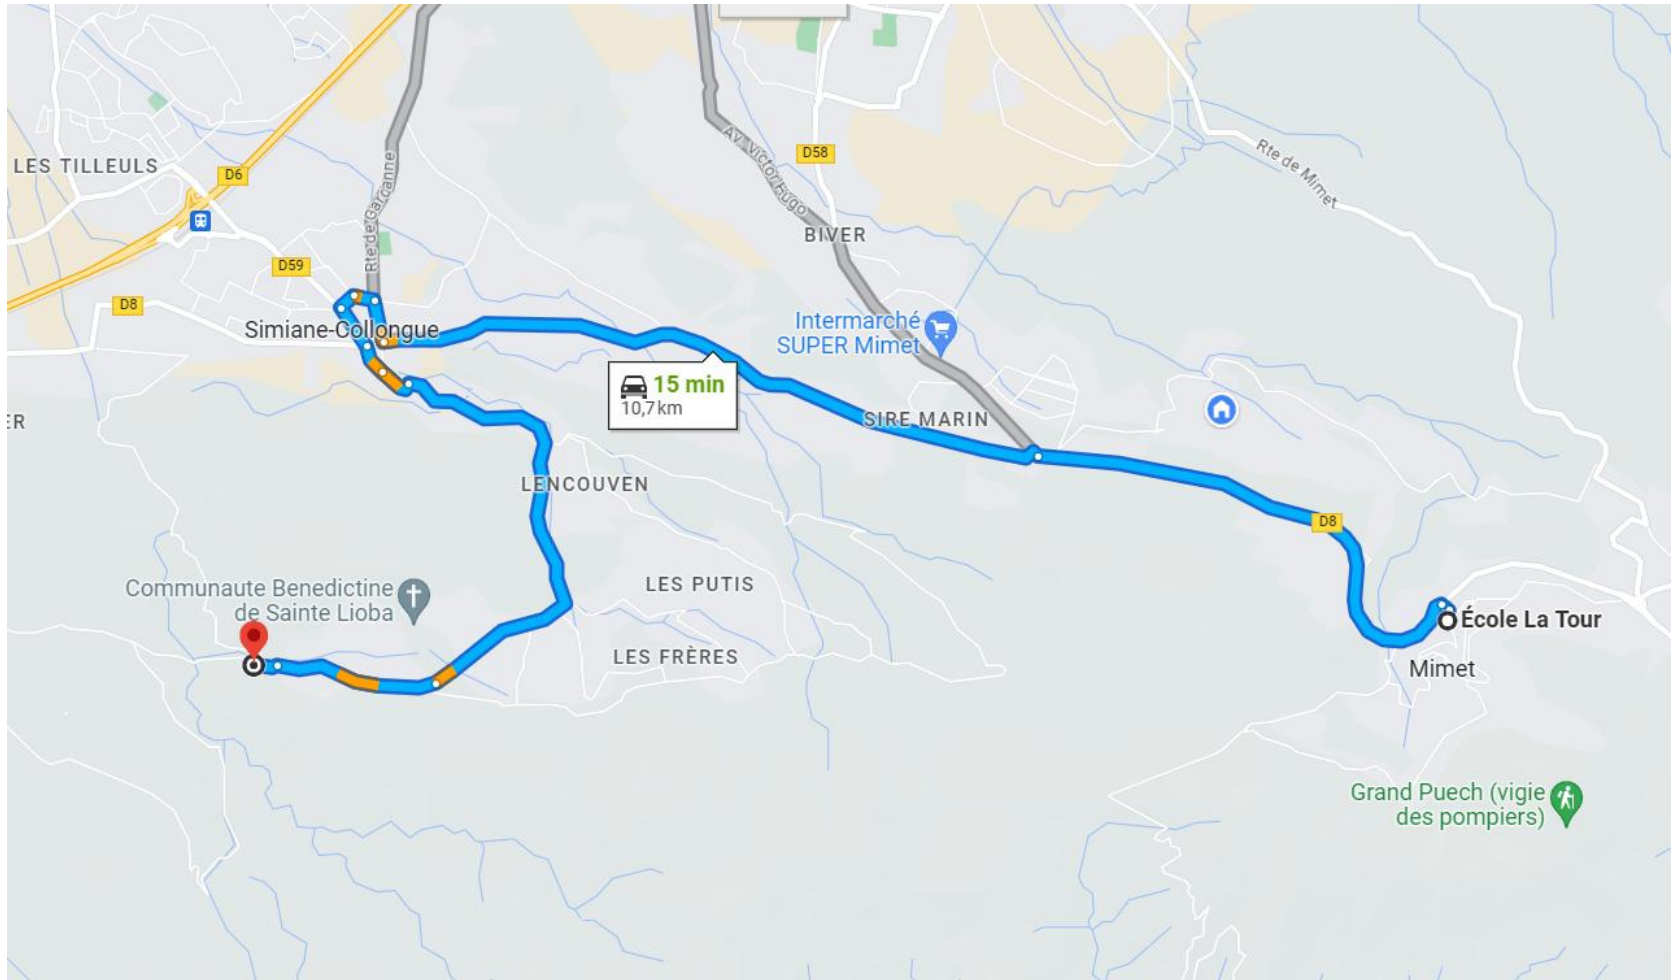 D58
Av. Victor Hugo
Rte de Mimet
LES TILLEULS
D6
Rte de Gardanne
BIVER
D59
D8
Simiane-Collongue
Intermarché
SUPER Mimet
15 min
10,7 km
SIRE MARIN
ER
LENCOUVEN
D8
Communaute Benedictine
de Sainte Lioba
LES PUTIS
École La Tour
LES FRÈRES
Mimet
Grand Puech (vigie
des pompiers)